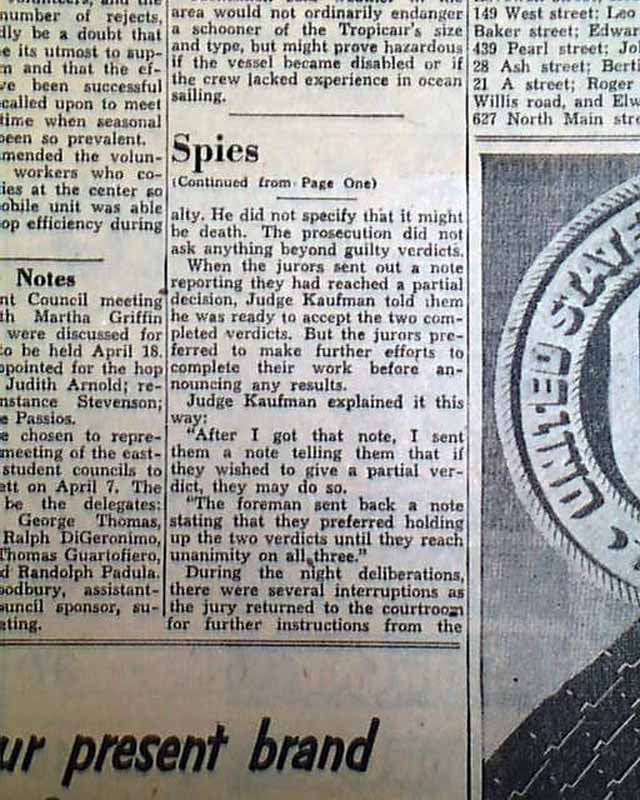 number of rejects,
dly be a doubt that
e its utmost to sup-
m and that the ef-
ve been successful
called upon to meet
time when seasonal
been so prevalent.
mended the volun-
workers who co-
ies at the center so
obile unit was able
op efficiency during
Notes
nt Council meeting
th Martha Griffin
were discussed for
to be held April 18.
appointed for the hop
Judith Arnold; re-
nstance Stevenson;
e Passios.
e chosen to repre-
meeting of the east-
student councils to
ett on April 7. The
be the delegates:
George Thomas,
Ralph DiGeronimo,
Thomas Guartofiero,
d Randolph Padula.
oodbury, assistant-
ouncil sponsor, su-
ating.
area would not ordinarily endanger
a schooner of the Tropicair's size
and type, but might prove hazardous
if the vessel became disabled or if
the crew lacked experience in ocean
sailing.
Spies
(Continued from Page One)
alty. He did not specify that it might
be death. The prosecution did not
ask anything beyond guilty verdicts.
When the jurors sent out a note
reporting they had reached a partial
decision, Judge Kaufman told them
he was ready to accept the two com-
pleted verdicts. But the jurors pre-
ferred to make further efforts to
complete their work before an-
nouncing any results.
Judge Kaufman explained it this
way:
"After I got that note, I sent
them a note telling them that if
they wished to give a partial ver-
dict, they may do so.
"The foreman sent back a note
stating that they preferred holding
up the two verdicts until they reach
unanimity on all three."
During the night deliberations,
there were several interruptions as
the jury returned to the courtroom
for further instructions from the
149 West street; Leo
Baker street; Edwar
439 Pearl street; Jo
28 Ash street; Berti
21 A street; Roger
Willis road, and Elw
627 North Main stre
UNITED STATE
ur present brand